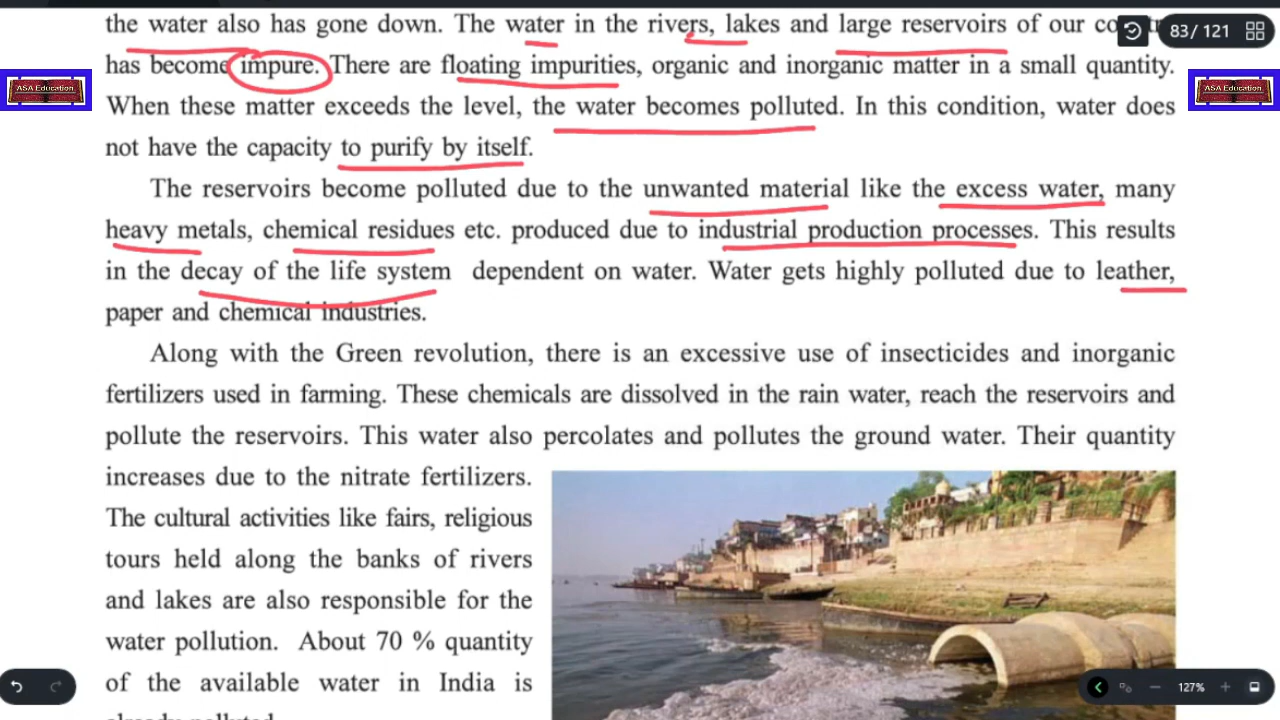 the water also has gone down. The water in the rivers, lakes and large reservoirs of our
83 / 121
has become impure. There are floating impurities, organic and inorganic matter in a small quantity.
ASA Education
ASA Education
When these matter exceeds the level, the water becomes polluted. In this condition, water does
not have the capacity to purify by itself.
The reservoirs become polluted due to the unwanted material like the excess water, many
heavy metals, chemical residues etc. produced due to industrial production processes. This results
in the decay of the life system dependent on water. Water gets highly polluted due to leather,
paper and chemical industries.
Along with the Green revolution, there is an excessive use of insecticides and inorganic
fertilizers used in farming. These chemicals are dissolved in the rain water, reach the reservoirs and
pollute the reservoirs. This water also percolates and pollutes the ground water. Their quantity
increases due to the nitrate fertilizers.
The cultural activities like fairs, religious
tours held along the banks of rivers
and lakes are also responsible for the
water pollution. About 70 % quantity
of the available water in India is
already polluted.
127%